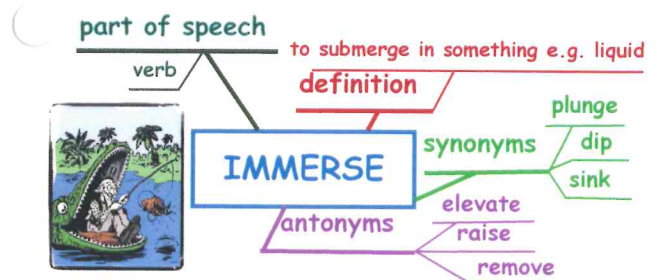 part of speech
verb
to submerge in something e.g. liquid
definition
IMMERSE
synonyms
plunge
dip
sink
antonyms
elevate
raise
remove